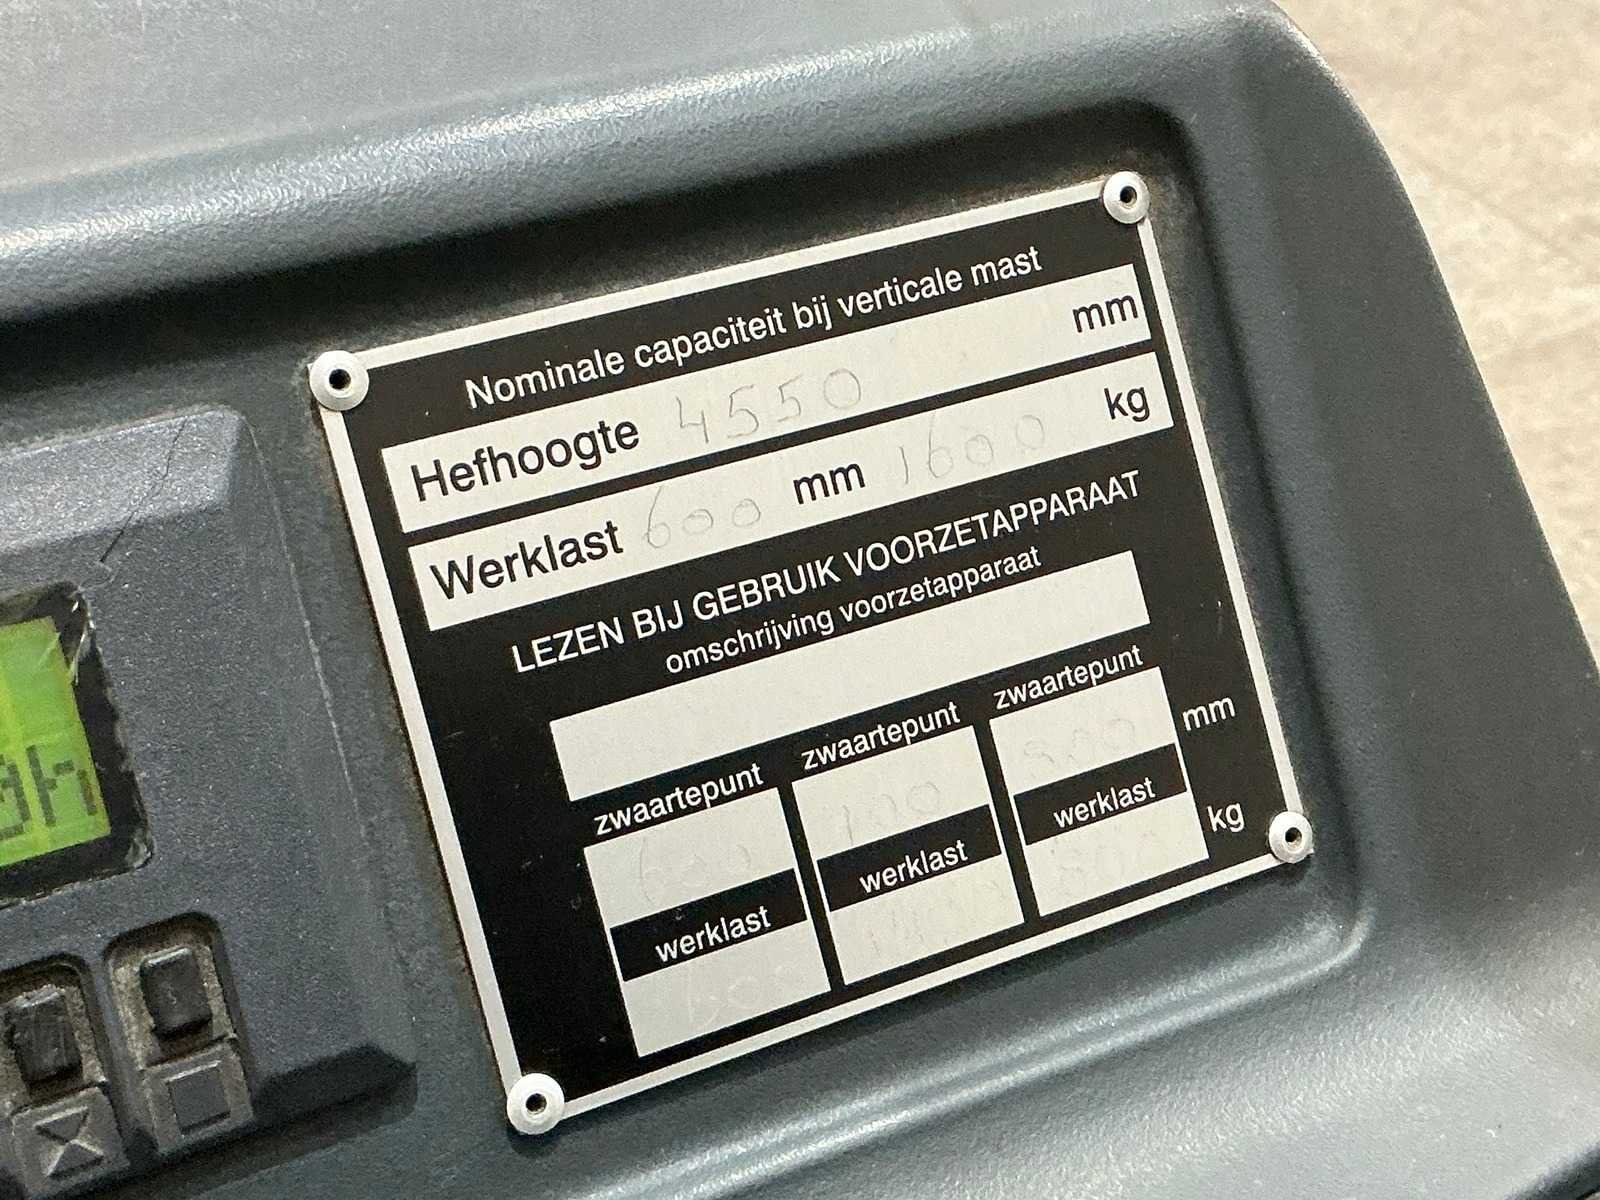 Nominale capaciteit bij verticale mast
Hefhoogte 4550 mm
Werklast 600 mm 1600 kg
LEZEN BIJ GEBRUIK VOORZETAPPARAAT
omschrijving voorzetapparaat
zwaartepunt zwaartepunt zwaartepunt
600 mm
werklast werklast werklast
kg